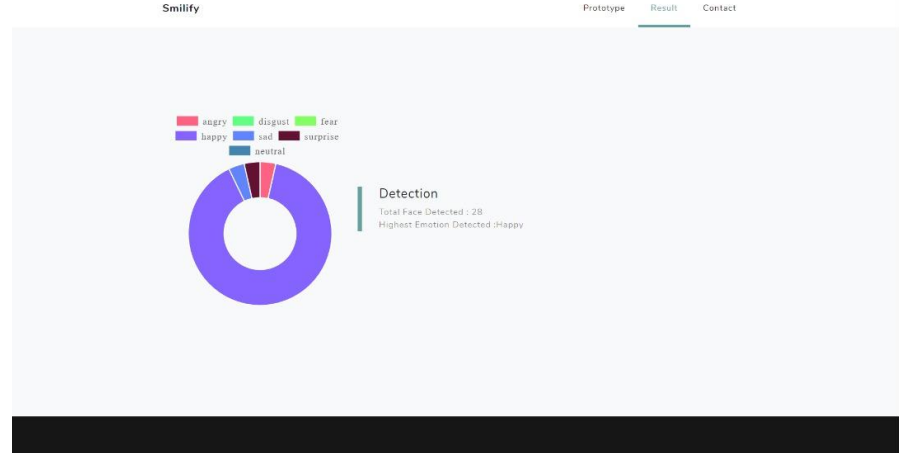 Smilify Prototype Result Contact
angry disgust fear
happy sad surprise
neutral
Detection
Total Face Detected : 28
Highest Emotion Detected :Happy